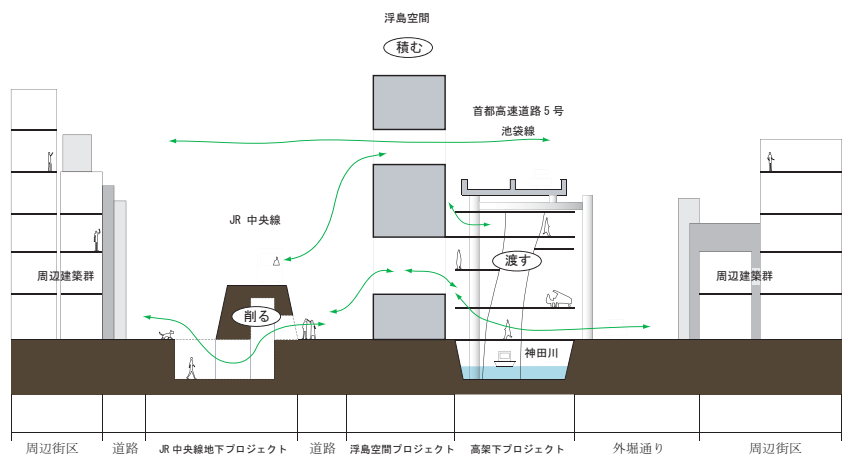 浮島空間
積む
首都高速道路 5 号
池袋線
JR 中央線
周辺建築群
削る
渡す
周辺建築群
神田川
周辺街区
道路
JR 中央線地下プロジェクト
道路
浮島空間プロジェクト
高架下プロジェクト
外堀通り
周辺街区